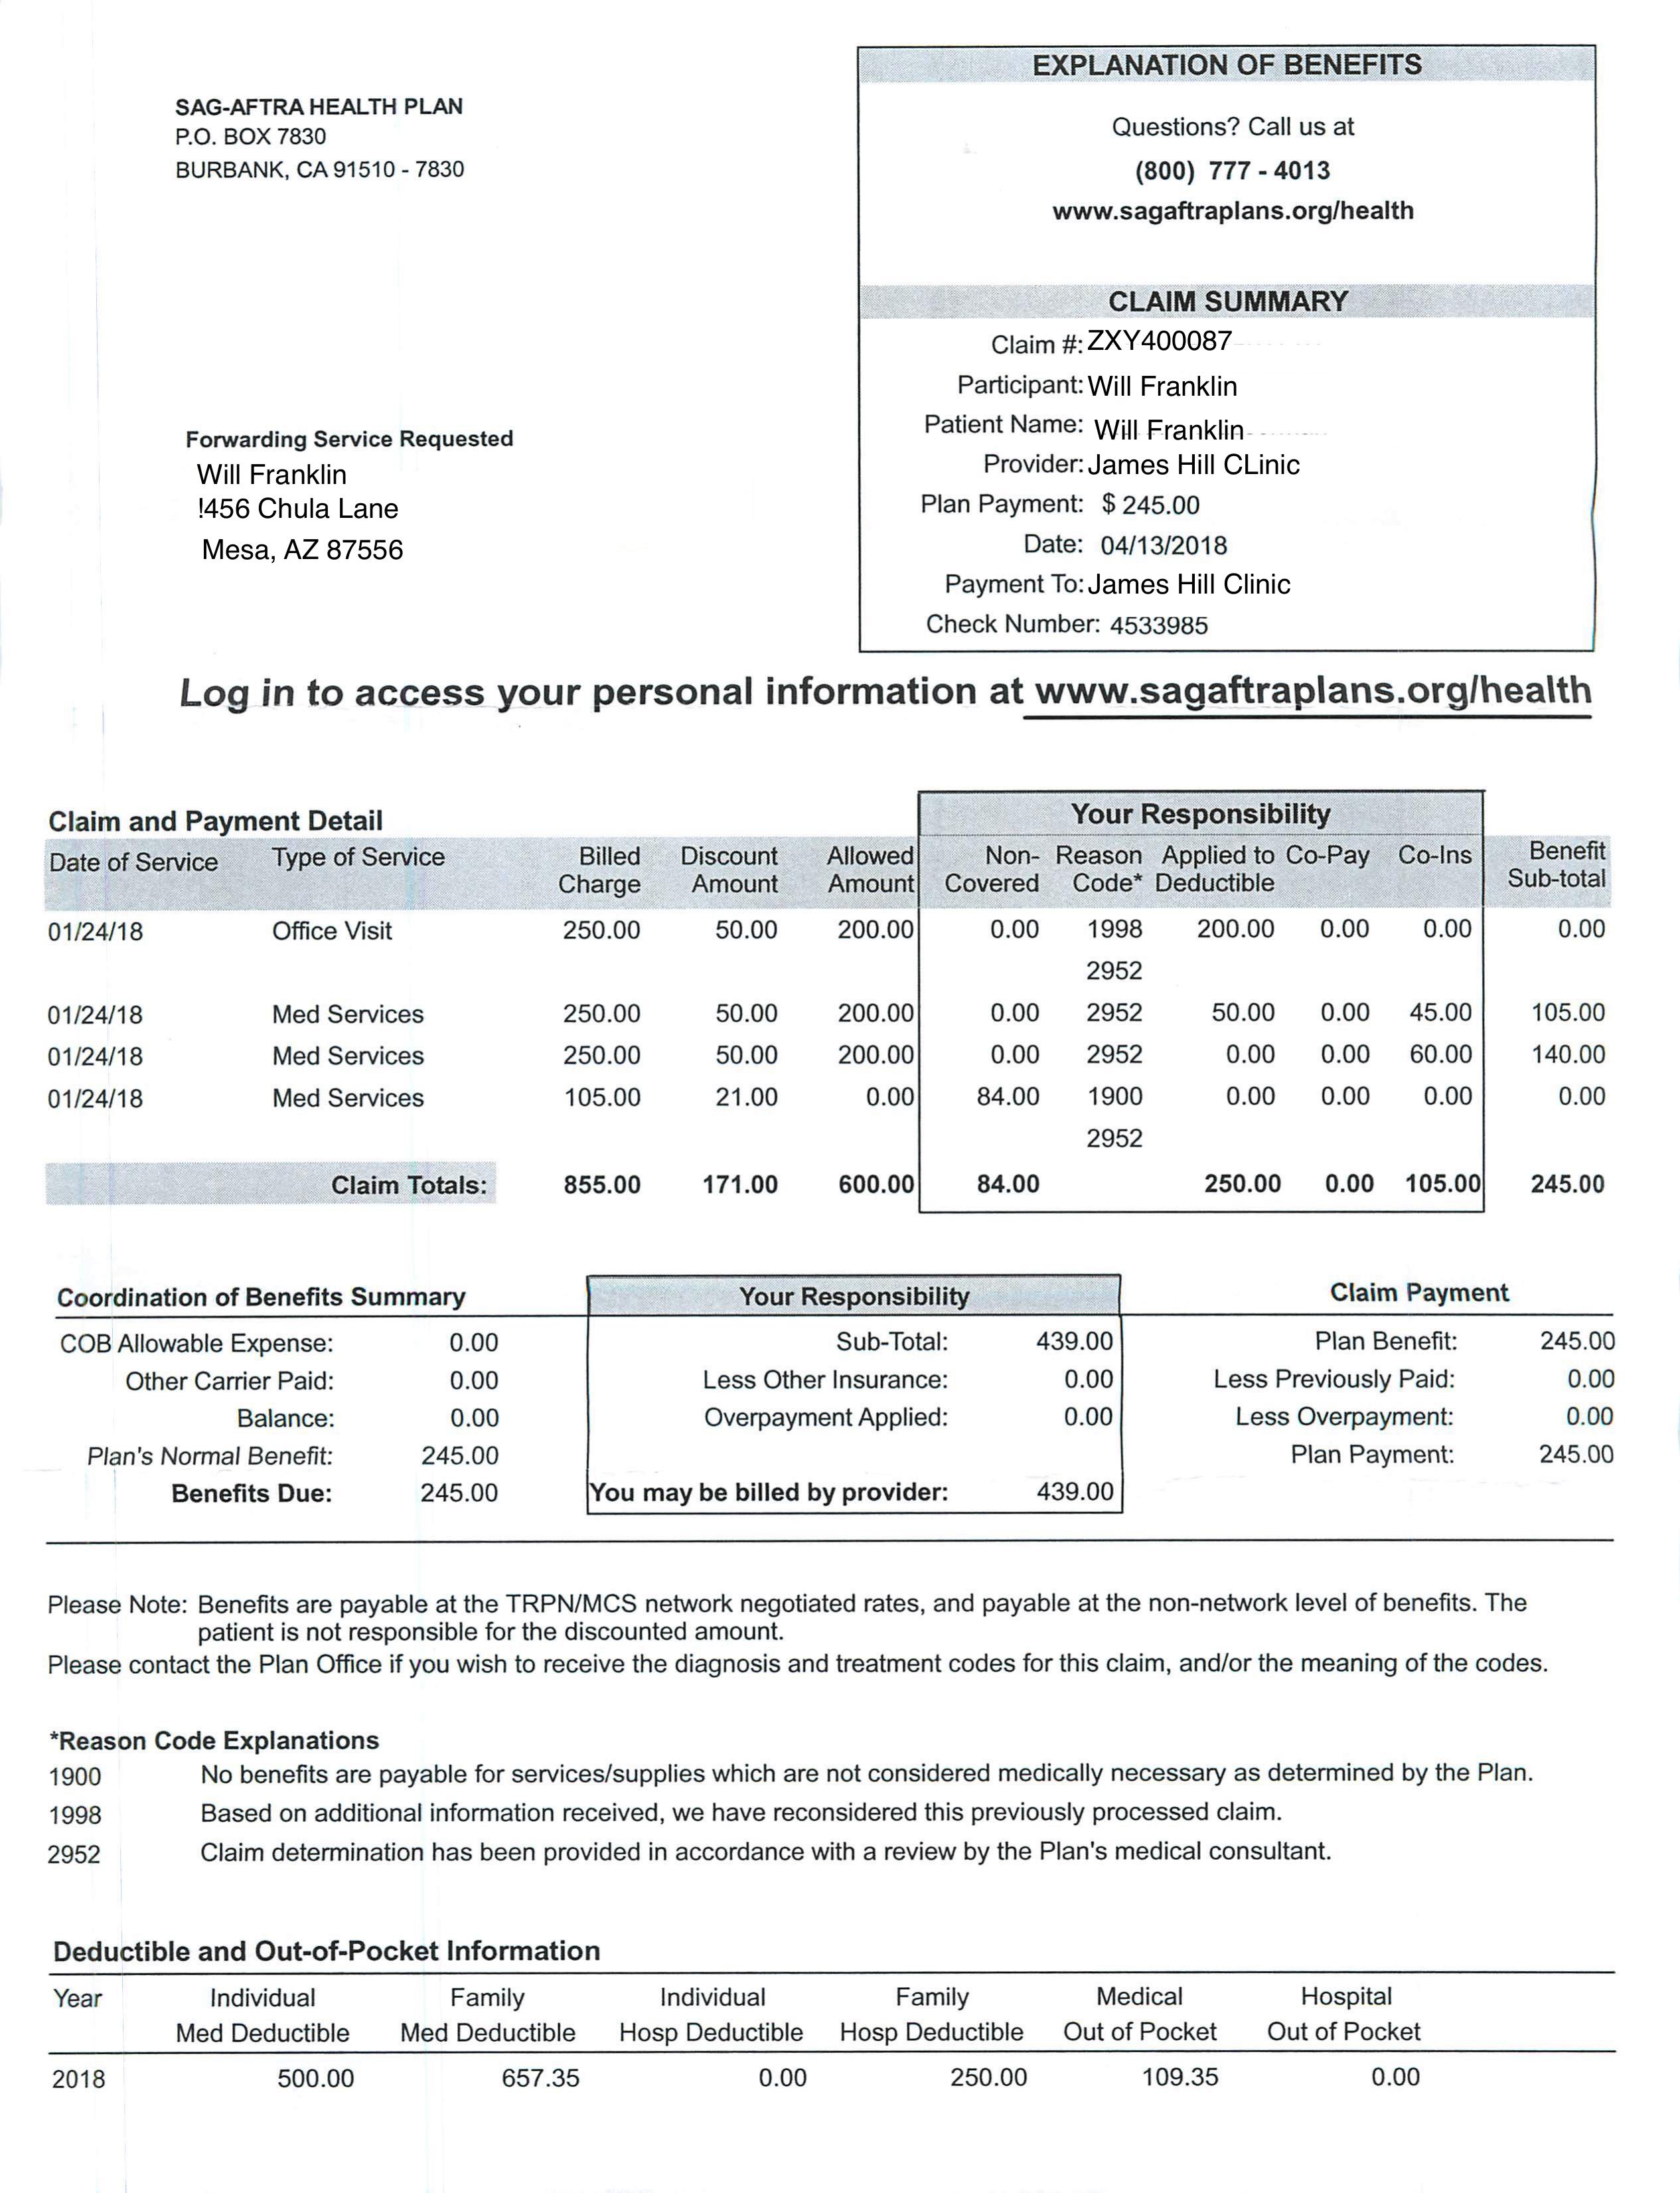 EXPLANATION OF BENEFITS
SAG-AFTRA HEALTH PLAN
P.O. BOX 7830
BURBANK, CA 91510 - 7830
Questions? Call us at
(800) 777 - 4013
www.sagaftraplans.org/health
CLAIM SUMMARY
Claim #: ZXY400087
Participant: Will Franklin
Patient Name: Will Franklin
Provider: James Hill CLinic
Plan Payment: $ 245.00
Date: 04/13/2018
Payment To: James Hill Clinic
Check Number: 4533985
Forwarding Service Requested
Will Franklin
!456 Chula Lane
Mesa, AZ 87556
Log in to access your personal information at www.sagaftraplans.org/health
Claim and Payment Detail
Your Responsibility
Date of Service Type of Service Billed Charge Discount Amount Allowed Amount Non-Covered Reason Code* Applied to Deductible Co-Pay Co-Ins Benefit Sub-total
01/24/18 Office Visit 250.00 50.00 200.00 0.00 1998 200.00 0.00 0.00 0.00
2952
01/24/18 Med Services 250.00 50.00 200.00 0.00 2952 50.00 0.00 45.00 105.00
01/24/18 Med Services 250.00 50.00 200.00 0.00 2952 0.00 0.00 60.00 140.00
01/24/18 Med Services 105.00 21.00 0.00 84.00 1900 0.00 0.00 0.00 0.00
2952
Claim Totals: 855.00 171.00 600.00 84.00 250.00 0.00 105.00 245.00
Coordination of Benefits Summary
COB Allowable Expense: 0.00
Other Carrier Paid: 0.00
Balance: 0.00
Plan's Normal Benefit: 245.00
Benefits Due: 245.00
Your Responsibility
Sub-Total: 439.00
Less Other Insurance: 0.00
Overpayment Applied: 0.00
You may be billed by provider: 439.00
Claim Payment
Plan Benefit: 245.00
Less Previously Paid: 0.00
Less Overpayment: 0.00
Plan Payment: 245.00
Please Note: Benefits are payable at the TRPN/MCS network negotiated rates, and payable at the non-network level of benefits. The
patient is not responsible for the discounted amount.
Please contact the Plan Office if you wish to receive the diagnosis and treatment codes for this claim, and/or the meaning of the codes.
*Reason Code Explanations
1900 No benefits are payable for services/supplies which are not considered medically necessary as determined by the Plan.
1998 Based on additional information received, we have reconsidered this previously processed claim.
2952 Claim determination has been provided in accordance with a review by the Plan's medical consultant.
Deductible and Out-of-Pocket Information
Year Individual Family Individual Family Medical Hospital
Med Deductible Med Deductible Hosp Deductible Hosp Deductible Out of Pocket Out of Pocket
2018 500.00 657.35 0.00 250.00 109.35 0.00